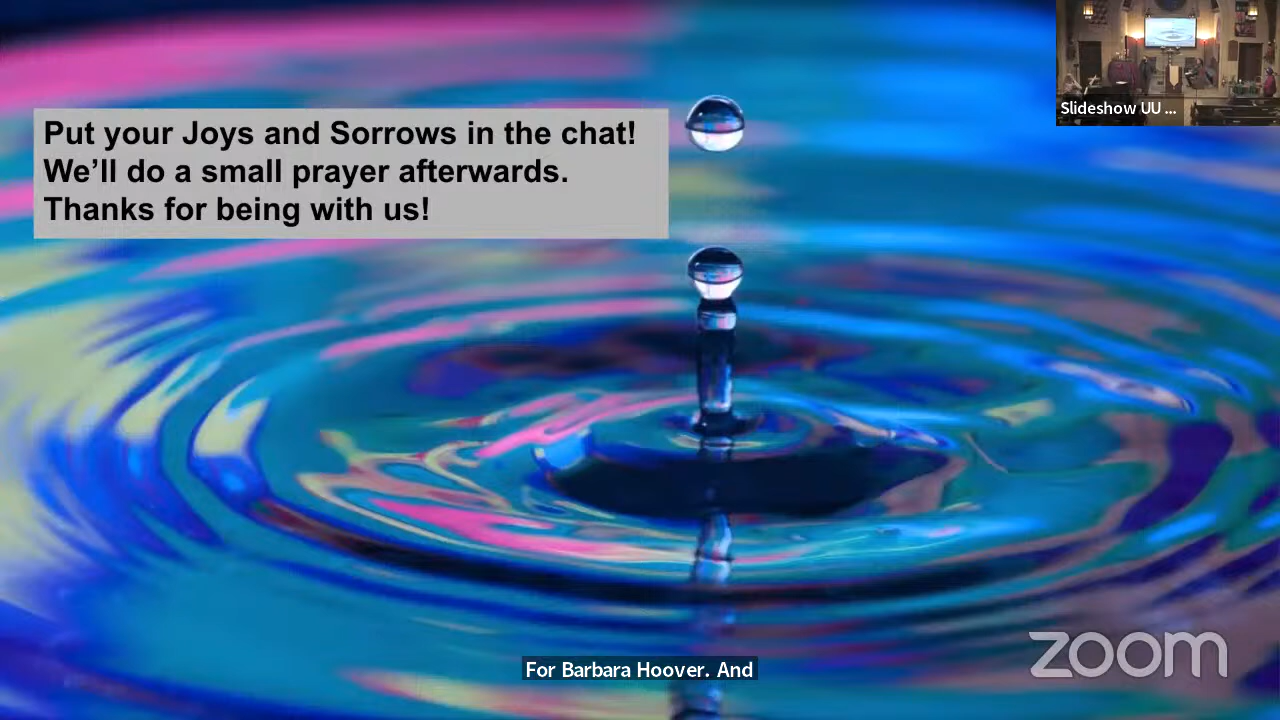 Put your Joys and Sorrows in the chat!
We’ll do a small prayer afterwards.
Thanks for being with us!
Slideshow UU ...
zoom
For Barbara Hoover. And